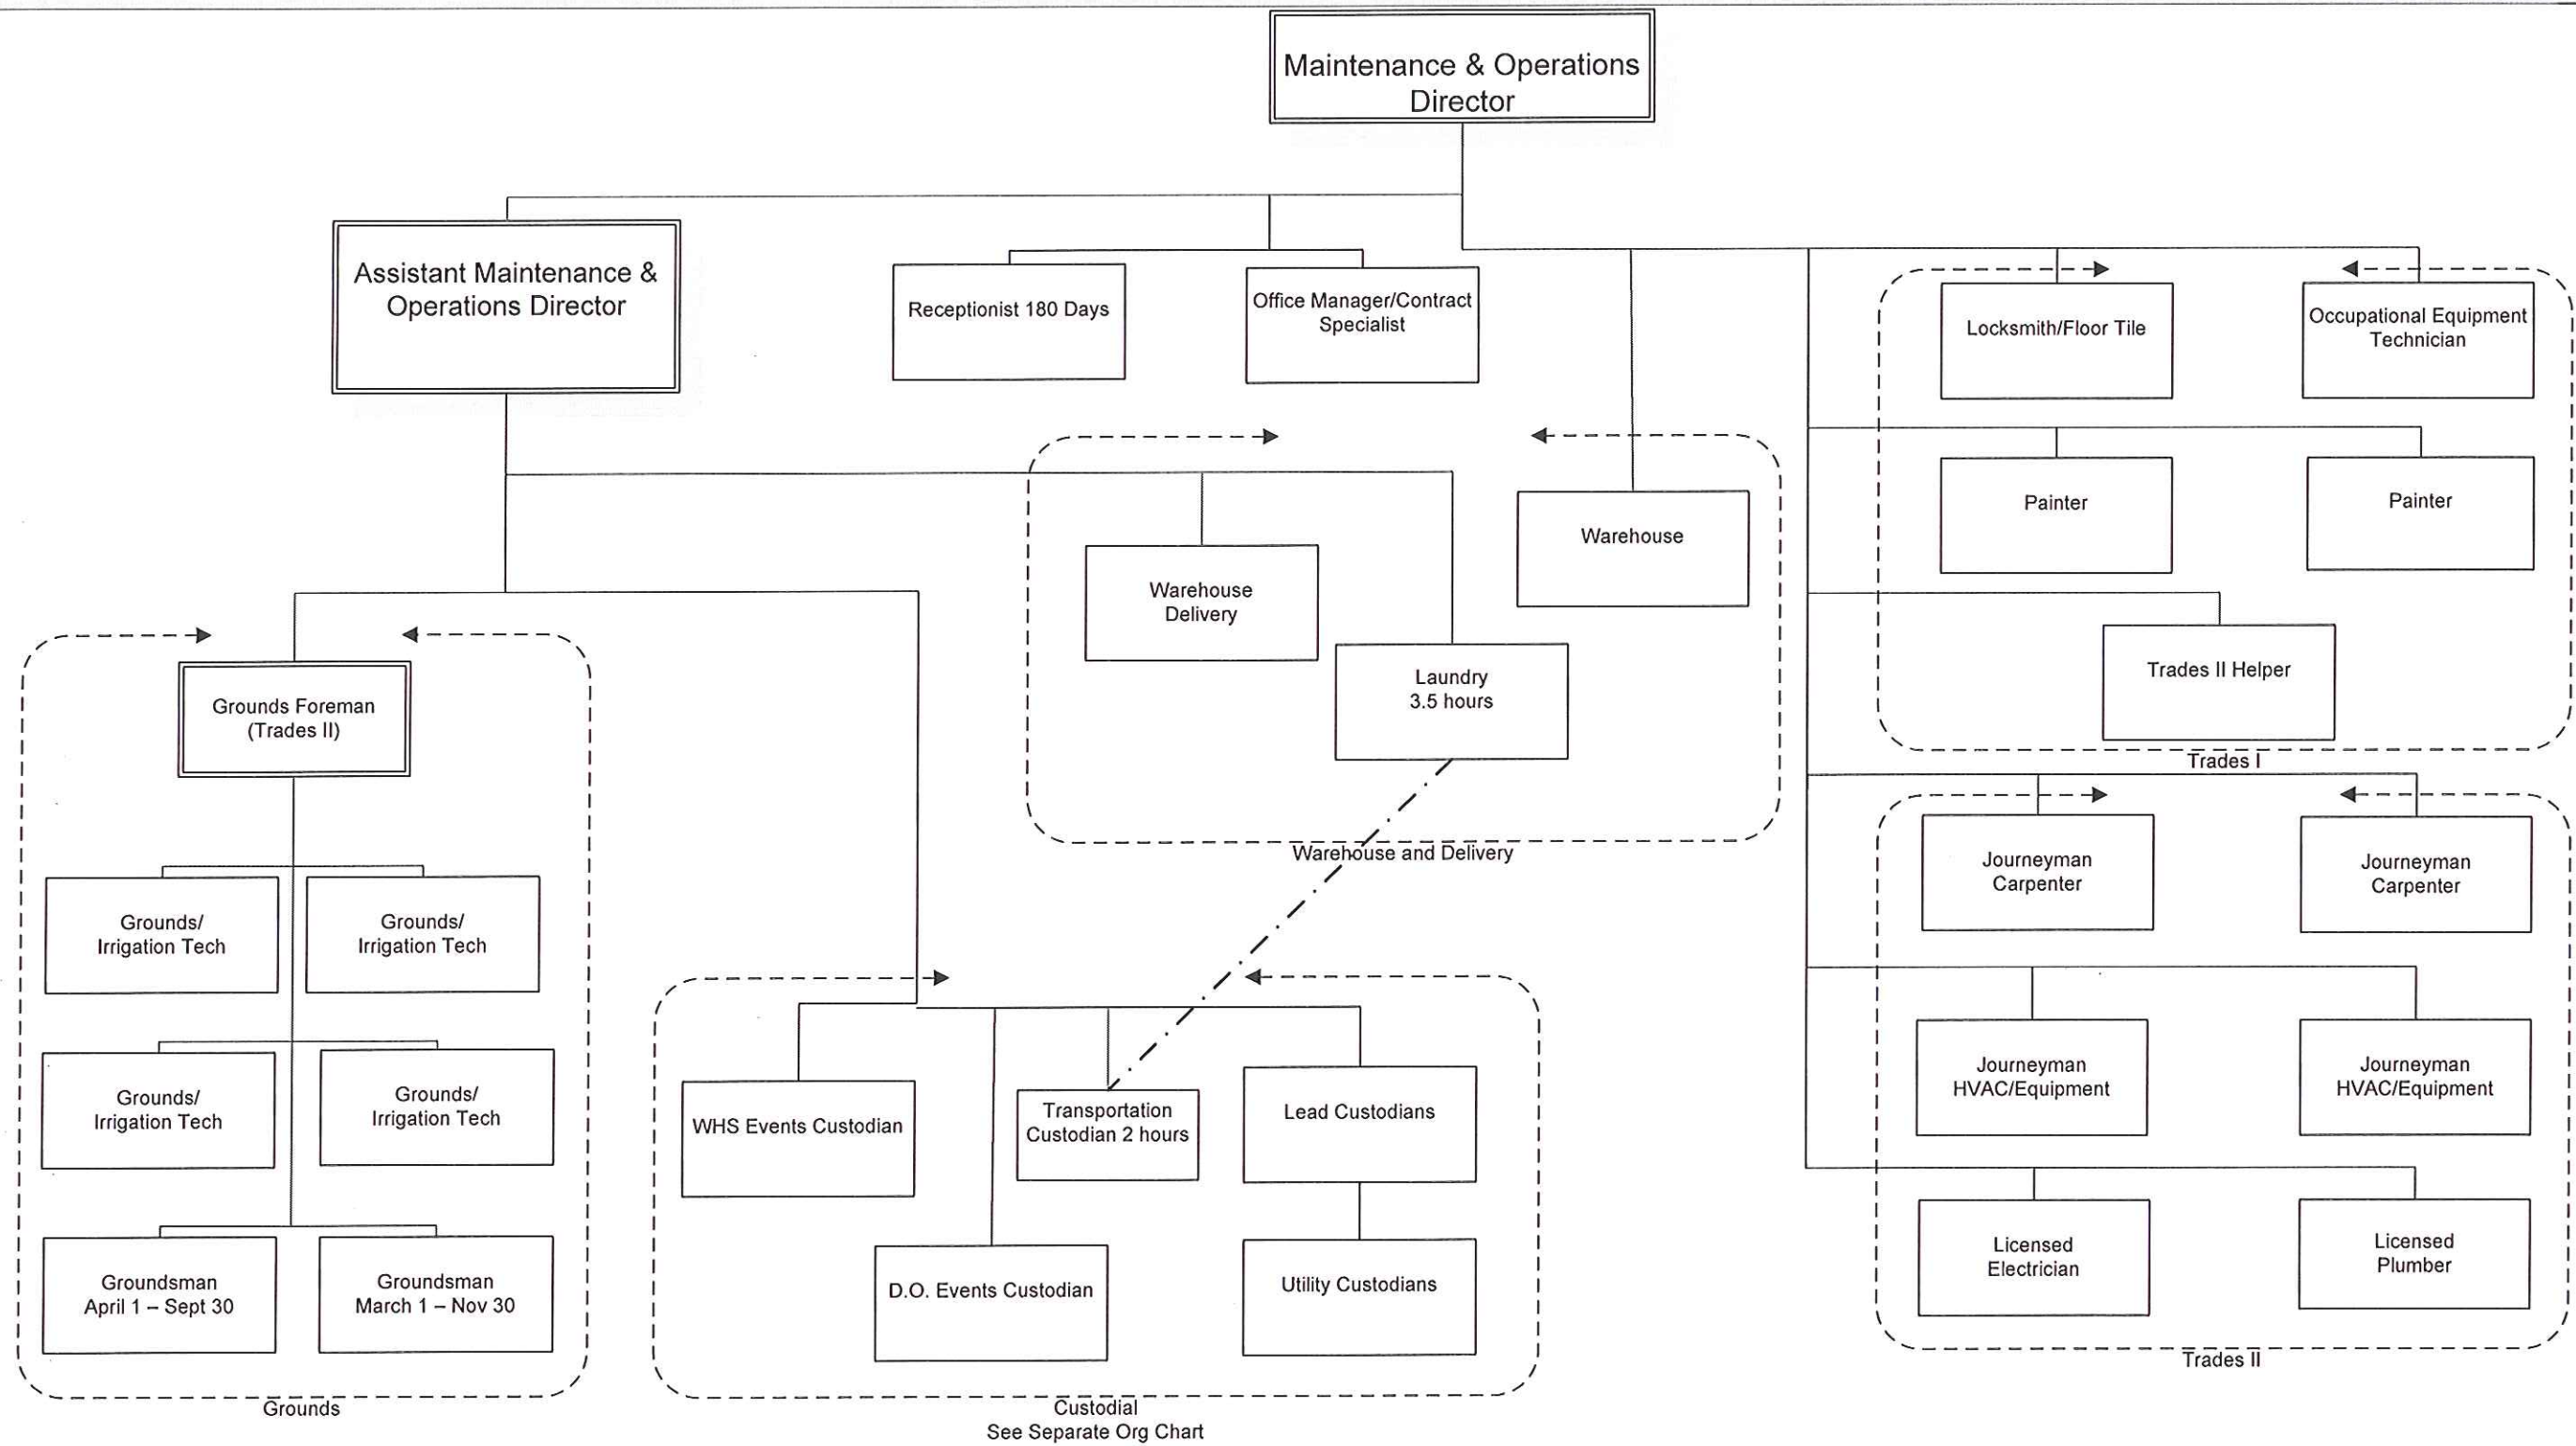 Maintenance & Operations
Director
Assistant Maintenance &
Operations Director
Receptionist 180 Days
Office Manager/Contract
Specialist
Locksmith/Floor Tile
Occupational Equipment
Technician
Painter
Painter
Warehouse
Warehouse
Delivery
Laundry
3.5 hours
Trades II Helper
Trades I
Grounds Foreman
(Trades II)
Warehouse and Delivery
Journeyman
Carpenter
Journeyman
Carpenter
Grounds/
Irrigation Tech
Grounds/
Irrigation Tech
Journeyman
HVAC/Equipment
Journeyman
HVAC/Equipment
Grounds/
Irrigation Tech
Grounds/
Irrigation Tech
WHS Events Custodian
Transportation
Custodian 2 hours
Lead Custodians
Licensed
Electrician
Licensed
Plumber
Groundsman
April 1 – Sept 30
Groundsman
March 1 – Nov 30
D.O. Events Custodian
Utility Custodians
Trades II
Grounds
Custodial
See Separate Org Chart